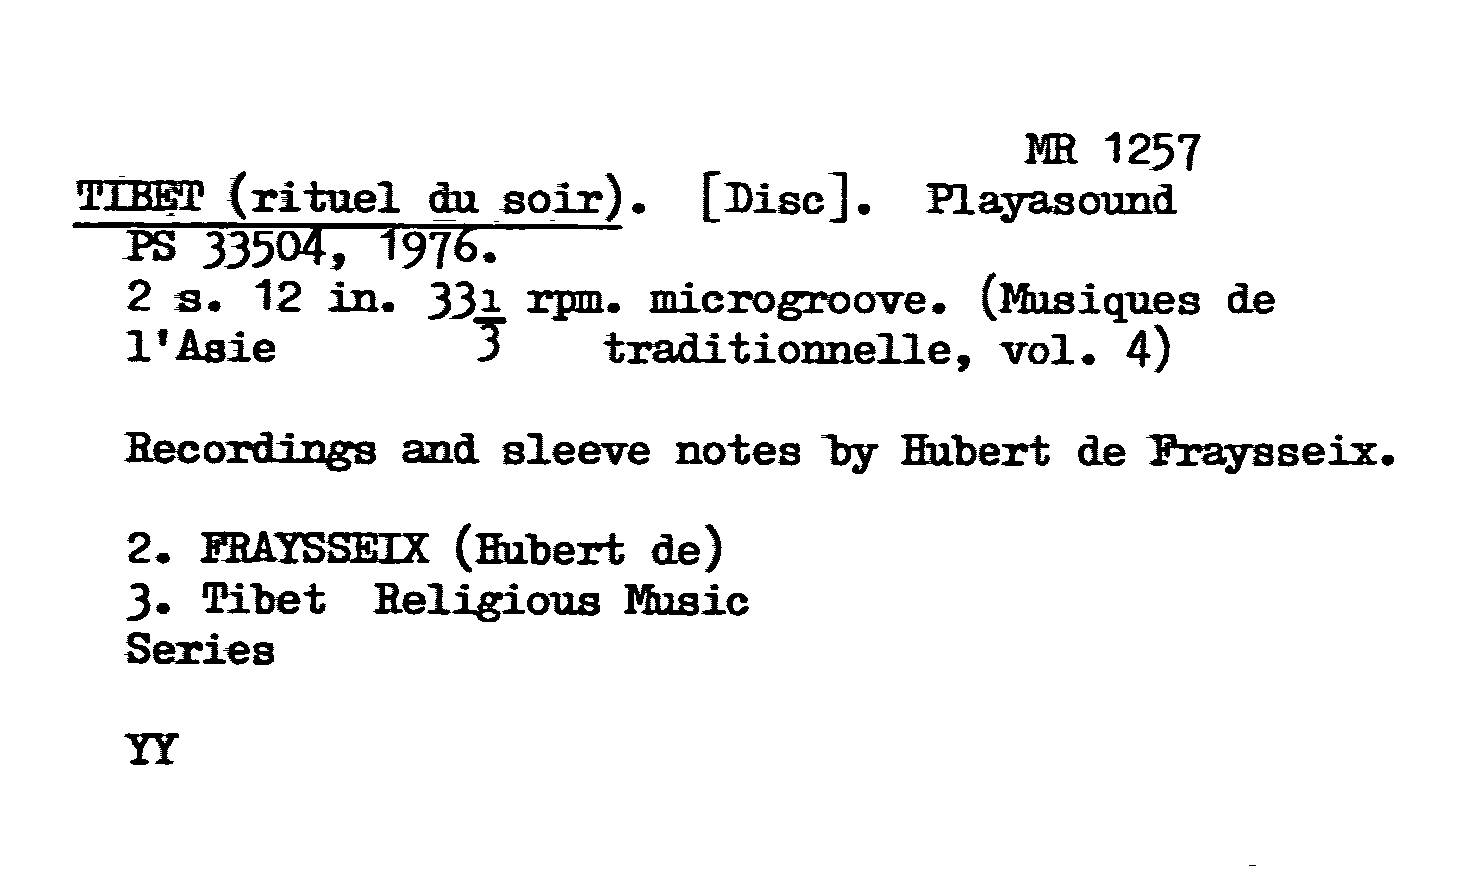 MR 1257
TIBET (rituel du soir). [Disc]. Playasound
PS 33504, 1976.
2 s. 12 in. 33 1/3 rpm. microgroove. (Musiques de
l'Asie traditionnelle, vol. 4)
Recordings and sleeve notes by Hubert de Fraysseix.
2. FRAYSSEIX (Hubert de)
3. Tibet Religious Music
Series
YY